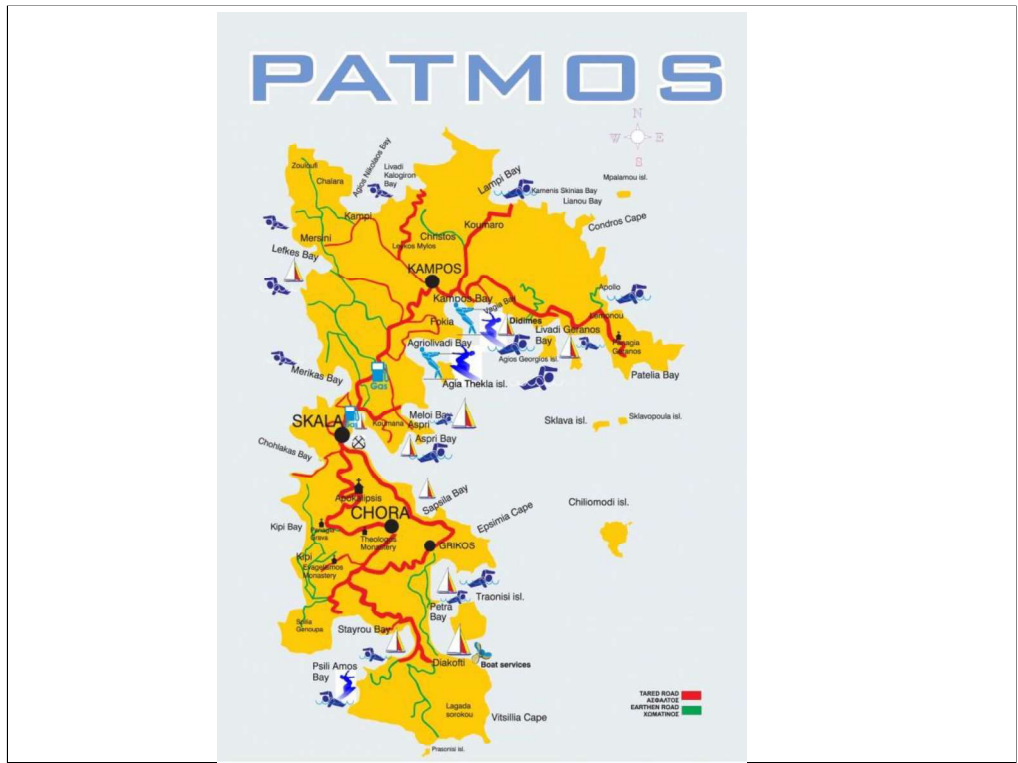 PATMOS
N
W E
S
Zouloufi
Chalara
Agios Nikolaos bay
Livadi
Kalogiron
Bay
Lampi Bay
Kamenis Skinias Bay
Lianou Bay
Mpalamou isl.
Condros Cape
Kampi
Mersini
Lefkes Bay
Christos
Lefkos Mylos
Koumaro
KAMPOS
Kampos Bay
Vagia Bay
Apollo
Fokia
Didimes
Livadi Geranos
Bay
Panagia
Geranos
Agriolivadi Bay
Agios Georgios isl.
Patelia Bay
Merikas Bay
Gas
Agia Thekla isl.
SKALA
Meloi Bay
Aspri
Koumana
Aspri Bay
Sklava isl.
Sklavopoula isl.
Chohlakas Bay
Apokalipsis
Sapsila Bay
CHORA
Epsimia Cape
Chiliomodi isl.
Kipi Bay
Panagia
Grava
Theologos
Monastery
GRIKOS
Kipi
Evagelismos
Monastery
Traonisi isl.
Petra
Bay
Spilia
Genoupa
Stayrou Bay
Diakofti
Boat services
Psili Amos
Bay
Lagada
sorokou
Vitsillia Cape
Prasonisi isl.
TARED ROAD
ΑΣΦΑΛΤΟΣ
EARTHEN ROAD
ΧΩΜΑΤΙΝΟΣ